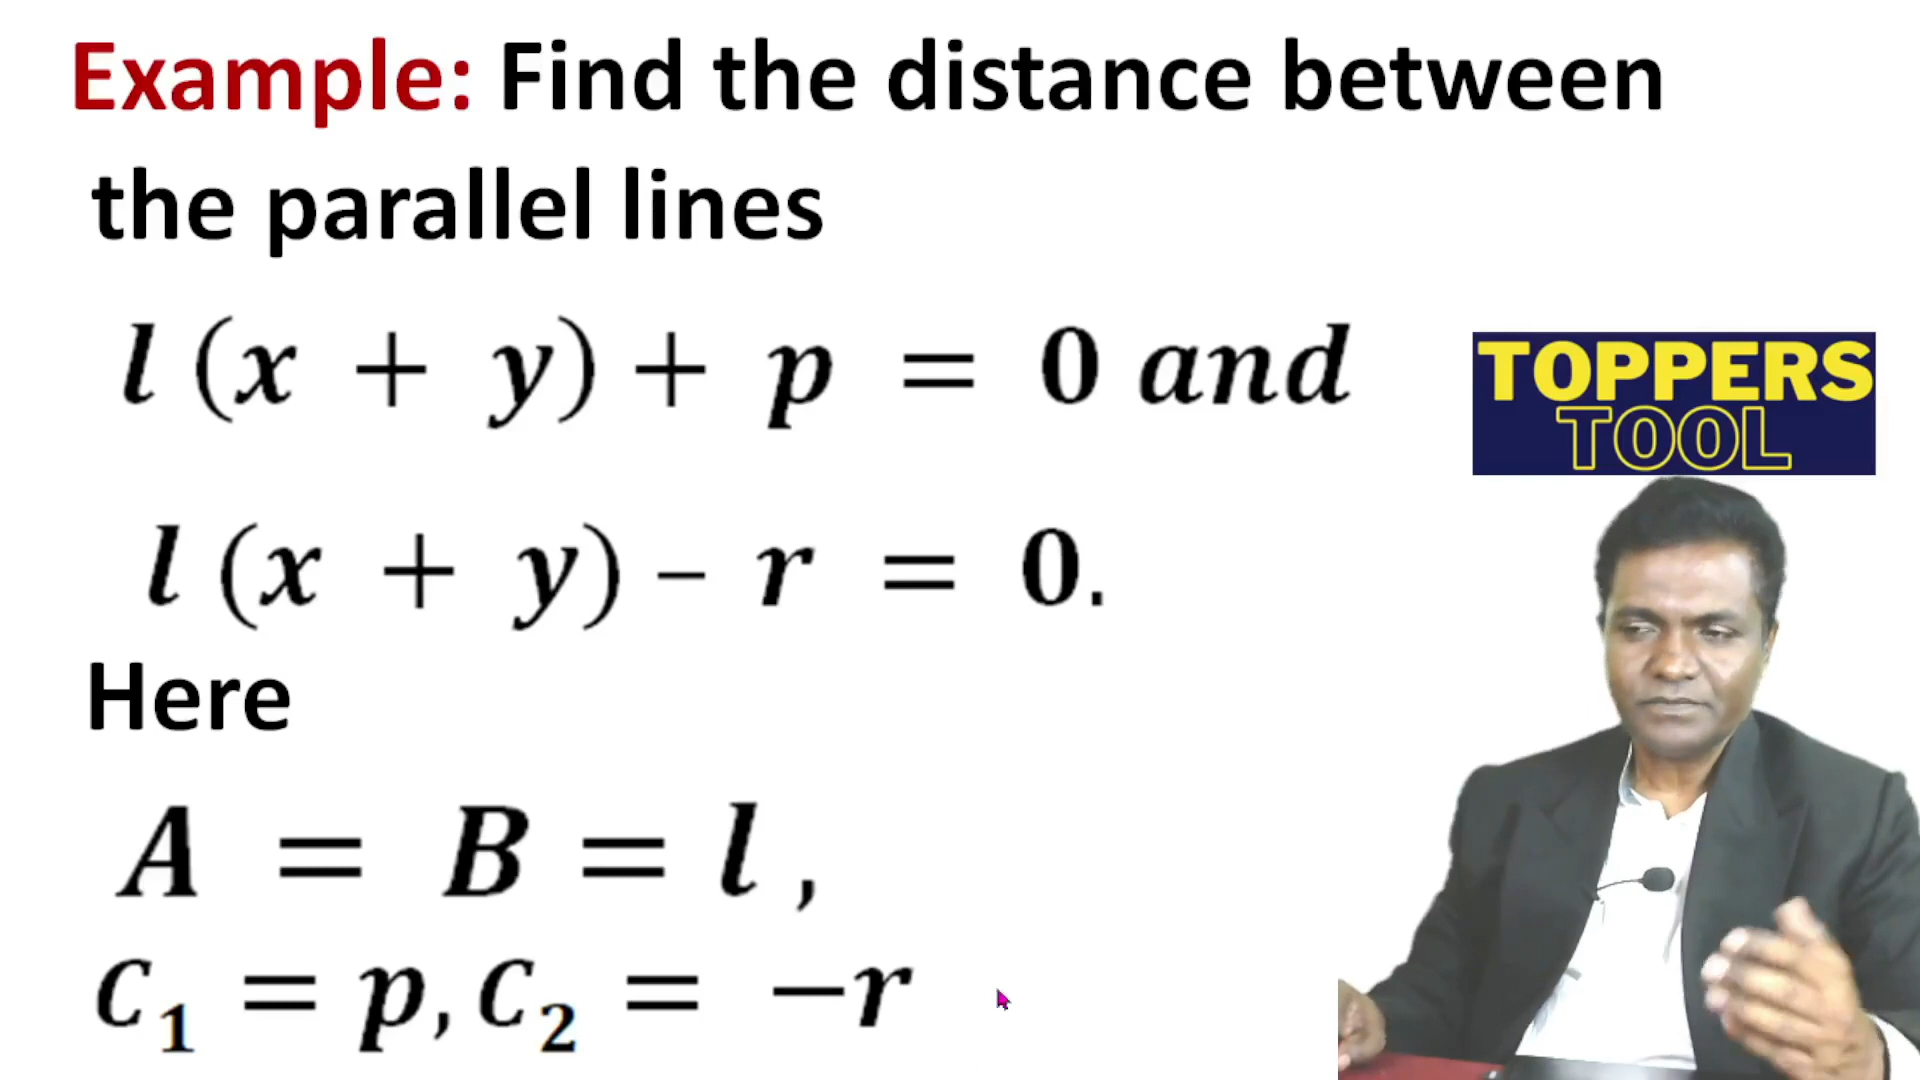 Example: Find the distance between
the parallel lines
l (x + y) + p = 0 and
l (x + y) – r = 0.
Here
A = B = l ,
C₁ = p, C₂ = −r
TOPPERS
TOOL